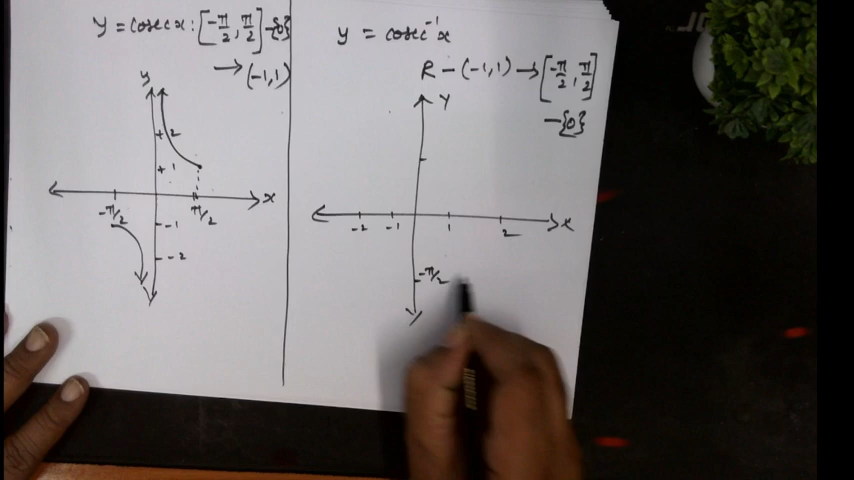 y = cosec x : [-π/2, π/2] - {0}
→ (-1, 1)
y
+ 2
+ 1
x
-π/2
π/2
-1
-2
y = cosec⁻¹x
R - (-1, 1) → [-π/2, π/2]
- {0}
y
-2 -1 1 2 x
-π/2